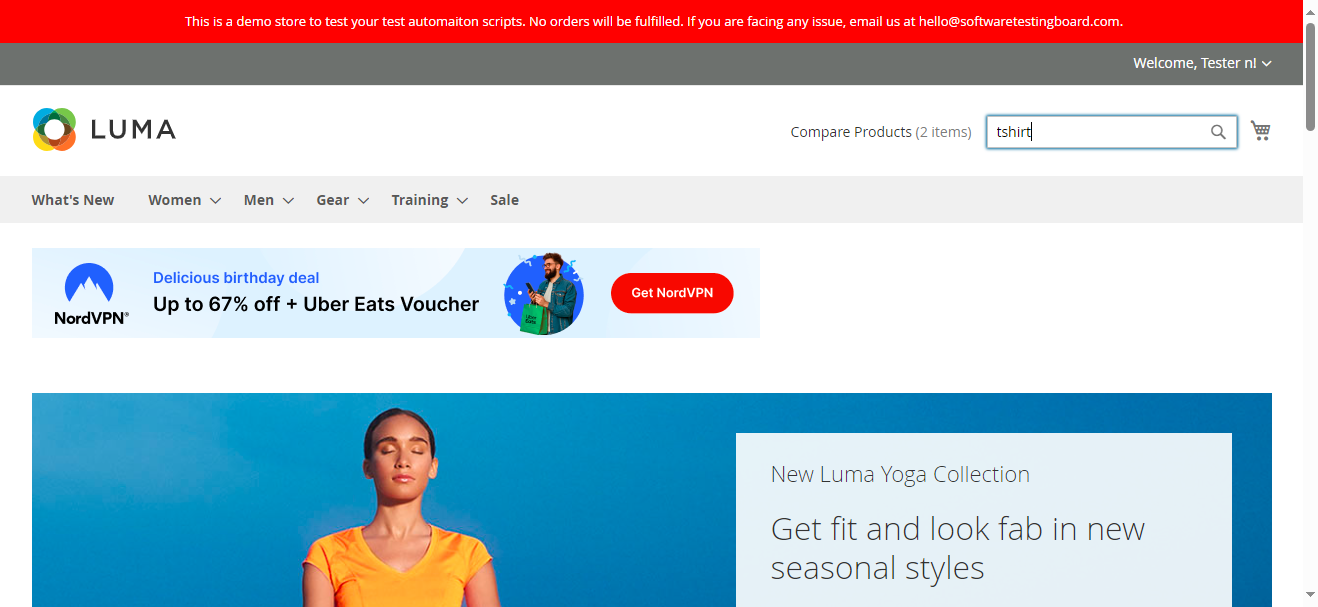 This is a demo store to test your test automaiton scripts. No orders will be fulfilled. If you are facing any issue, email us at hello@softwaretestingboard.com.
Welcome, Tester n!
LUMA
Compare Products (2 items)
tshirt
What's New Women Men Gear Training Sale
NordVPN®
Delicious birthday deal
Up to 67% off + Uber Eats Voucher
Uber Eats
Get NordVPN
New Luma Yoga Collection
Get fit and look fab in new
seasonal styles